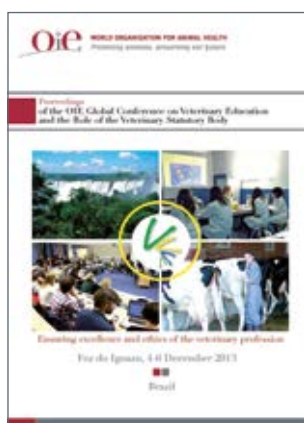 Oie
WORLD ORGANISATION FOR ANIMAL HEALTH
Protecting animals, preserving our future
Proceedings
of the OIE Global Conference on Veterinary Education
and the Role of the Veterinary Statutory Body
Ensuring excellence and ethics of the veterinary profession
Foz do Iguazu, 4-6 December 2013
Brazil